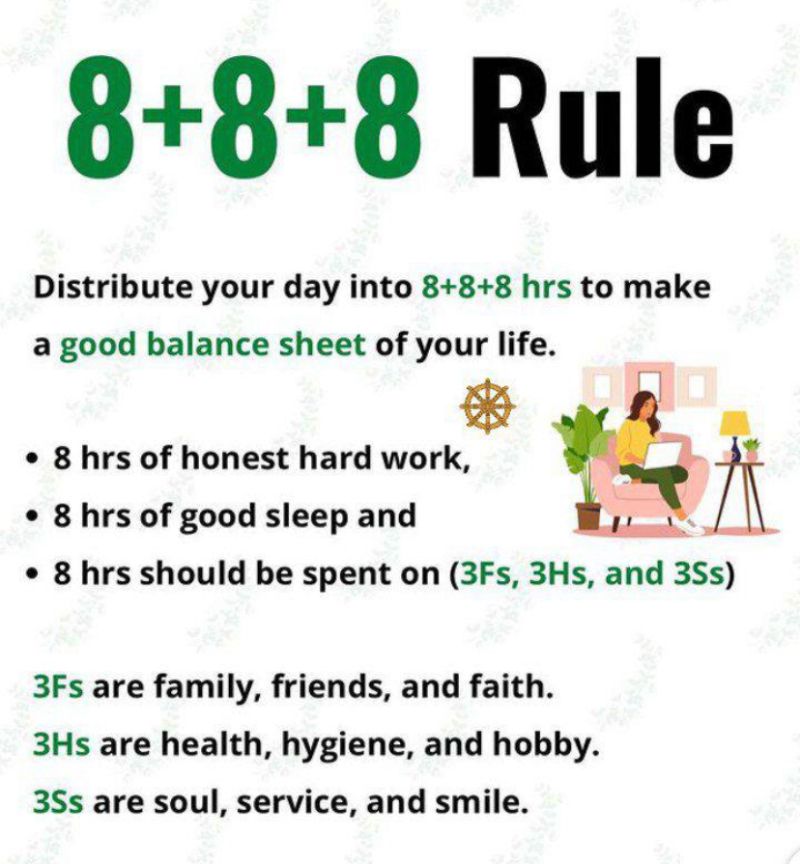 8+8+8 Rule
Distribute your day into 8+8+8 hrs to make
a good balance sheet of your life.
• 8 hrs of honest hard work,
• 8 hrs of good sleep and
• 8 hrs should be spent on (3Fs, 3Hs, and 3Ss)
3Fs are family, friends, and faith.
3Hs are health, hygiene, and hobby.
3Ss are soul, service, and smile.